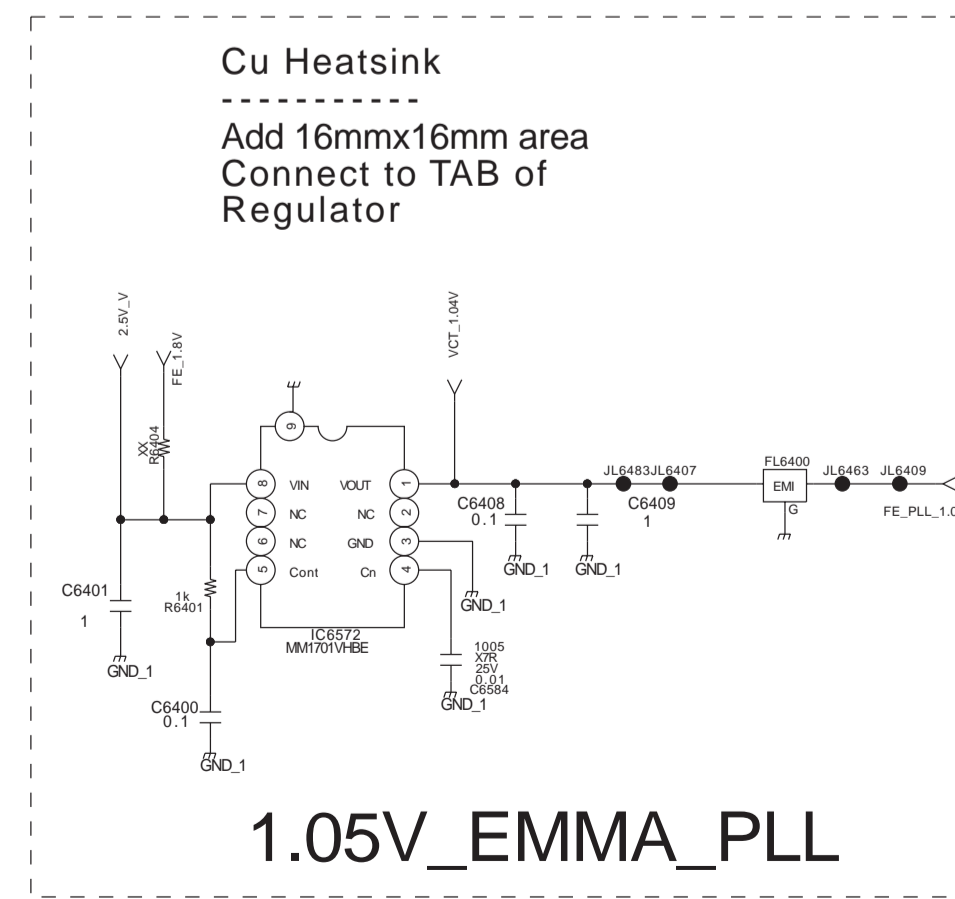 Cu Heatsink
-----------
Add 16mmx16mm area
Connect to TAB of
Regulator
2.5V_V
FE_1.8V
XX
R6404
VCT_1.04V
9
8 VIN VOUT 1
7 NC NC 2
6 NC GND 3
5 Cont Cn 4
IC6572
MM1701VHBE
C6401
1
GND_1
1k
R6401
C6400
0.1
GND_1
GND_1
1005
X7R
25V
0.01
C6584
GND_1
C6408
0.1
GND_1
JL6483 JL6407
C6409
1
GND_1
FL6400
EMI
G
JL6463 JL6409
FE_PLL_1.0
1.05V_EMMA_PLL